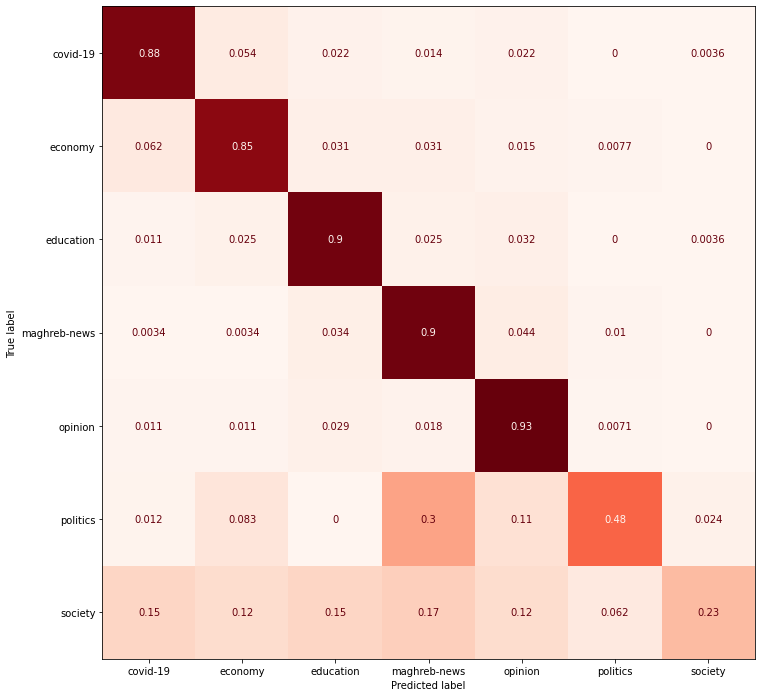 covid-19 0.88 0.054 0.022 0.014 0.022 0 0.0036
economy 0.062 0.85 0.031 0.031 0.015 0.0077 0
education 0.011 0.025 0.9 0.025 0.032 0 0.0036
maghreb-news 0.0034 0.0034 0.034 0.9 0.044 0.01 0
opinion 0.011 0.011 0.029 0.018 0.93 0.0071 0
politics 0.012 0.083 0 0.3 0.11 0.48 0.024
society 0.15 0.12 0.15 0.17 0.12 0.062 0.23
covid-19 economy education maghreb-news opinion politics society
Predicted label
True label